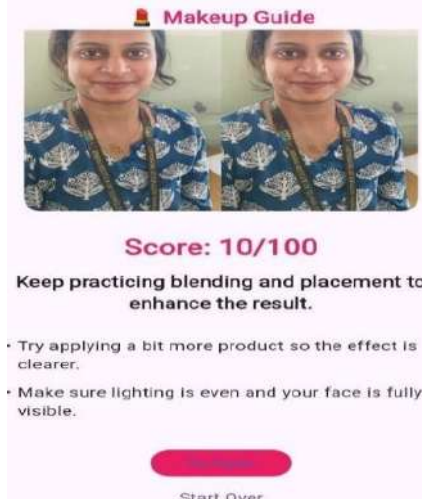 Makeup Guide
Score: 10/100
Keep practicing blending and placement to
enhance the result.
• Try applying a bit more product so the effect is
clearer.
• Make sure lighting is even and your face is fully
visible.
Start Over